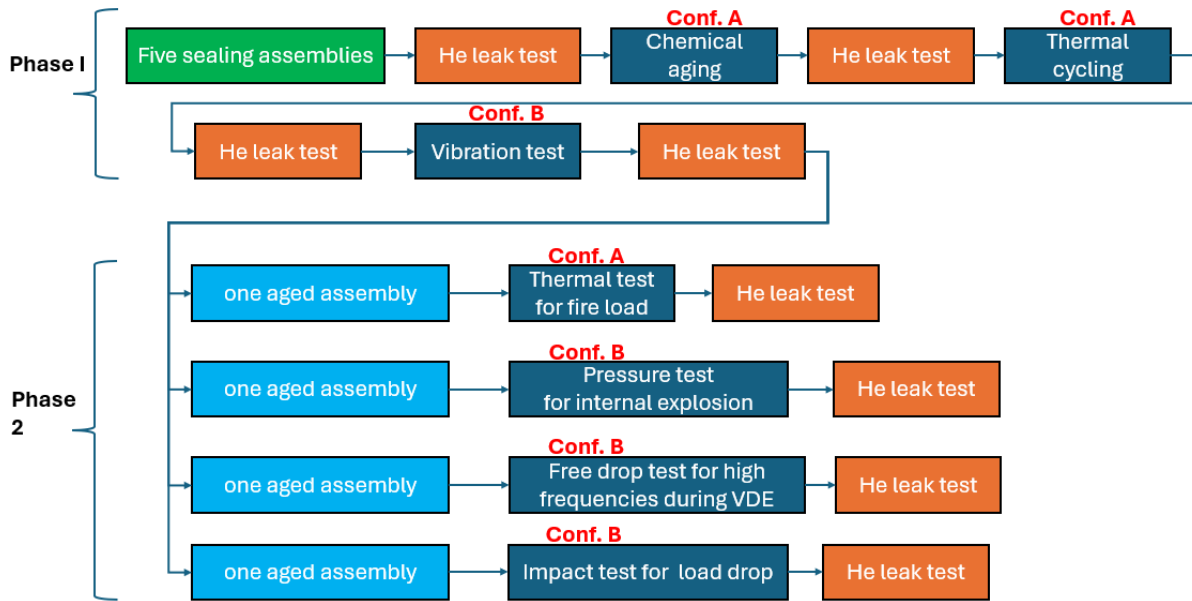 Conf. A
Conf. A
Phase I
Five sealing assemblies
He leak test
Chemical
aging
He leak test
Thermal
cycling
Conf. B
He leak test
Vibration test
He leak test
Phase
2
Conf. A
one aged assembly
Thermal test
for fire load
He leak test
Conf. B
one aged assembly
Pressure test
for internal explosion
He leak test
Conf. B
one aged assembly
Free drop test for high
frequencies during VDE
He leak test
Conf. B
one aged assembly
Impact test for load drop
He leak test